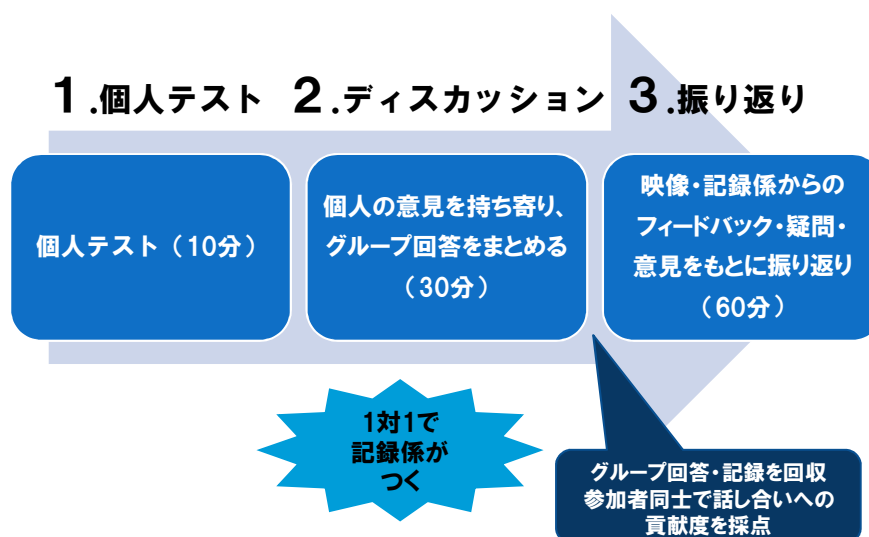 1.個人テスト
2.ディスカッション
3.振り返り
個人テスト（10分）
個人の意見を持ち寄り、
グループ回答をまとめる
（30分）
映像・記録係からの
フィードバック・疑問・
意見をもとに振り返り
（60分）
1対1で
記録係が
つく
グループ回答・記録を回収
参加者同士で話し合いへの
貢献度を採点